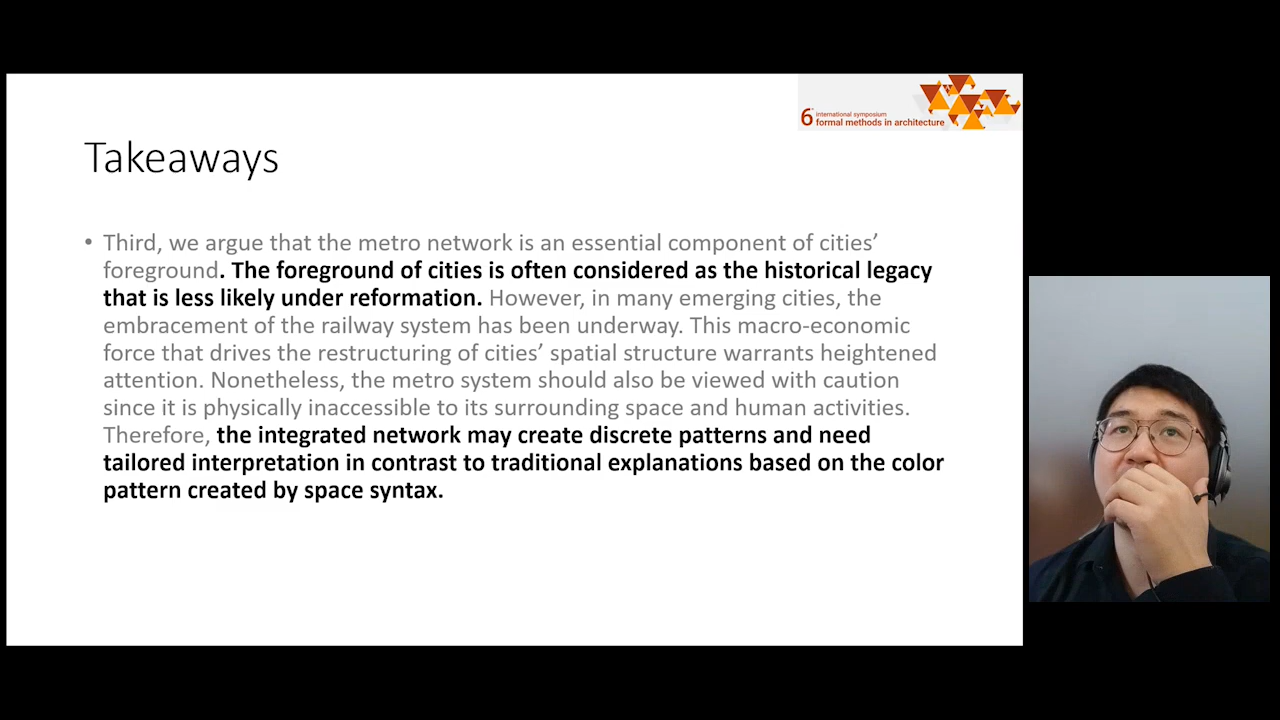 6th international symposium
formal methods in architecture
Takeaways
• Third, we argue that the metro network is an essential component of cities’
foreground. The foreground of cities is often considered as the historical legacy
that is less likely under reformation. However, in many emerging cities, the
embracement of the railway system has been underway. This macro-economic
force that drives the restructuring of cities’ spatial structure warrants heightened
attention. Nonetheless, the metro system should also be viewed with caution
since it is physically inaccessible to its surrounding space and human activities.
Therefore, the integrated network may create discrete patterns and need
tailored interpretation in contrast to traditional explanations based on the color
pattern created by space syntax.